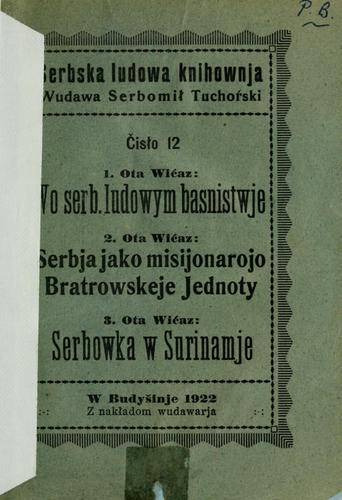 P. B.
Serbska ludowa knihownja
Wudawa Serbomił Tuchoŕski
Čisło 12
1. Ota Wićaz:
Wo serb. ludowym basnistwje
2. Ota Wićaz:
Serbja jako misijonarojo
Bratrowskeje Jednoty
3. Ota Wićaz:
Serbowka w Surinamje
W Budyšinje 1922
Z nakładom wudawarja